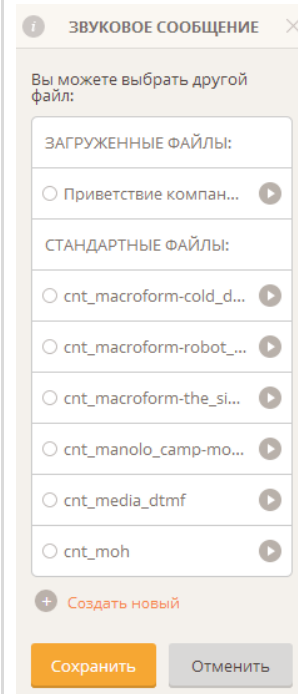 ЗВУКОВОЕ СООБЩЕНИЕ
Вы можете выбрать другой
файл:
ЗАГРУЖЕННЫЕ ФАЙЛЫ:
Приветствие компан...
СТАНДАРТНЫЕ ФАЙЛЫ:
cnt_macroform-cold_d...
cnt_macroform-robot_...
cnt_macroform-the_si...
cnt_manolo_camp-mo...
cnt_media_dtmf
cnt_moh
Создать новый
Сохранить Отменить